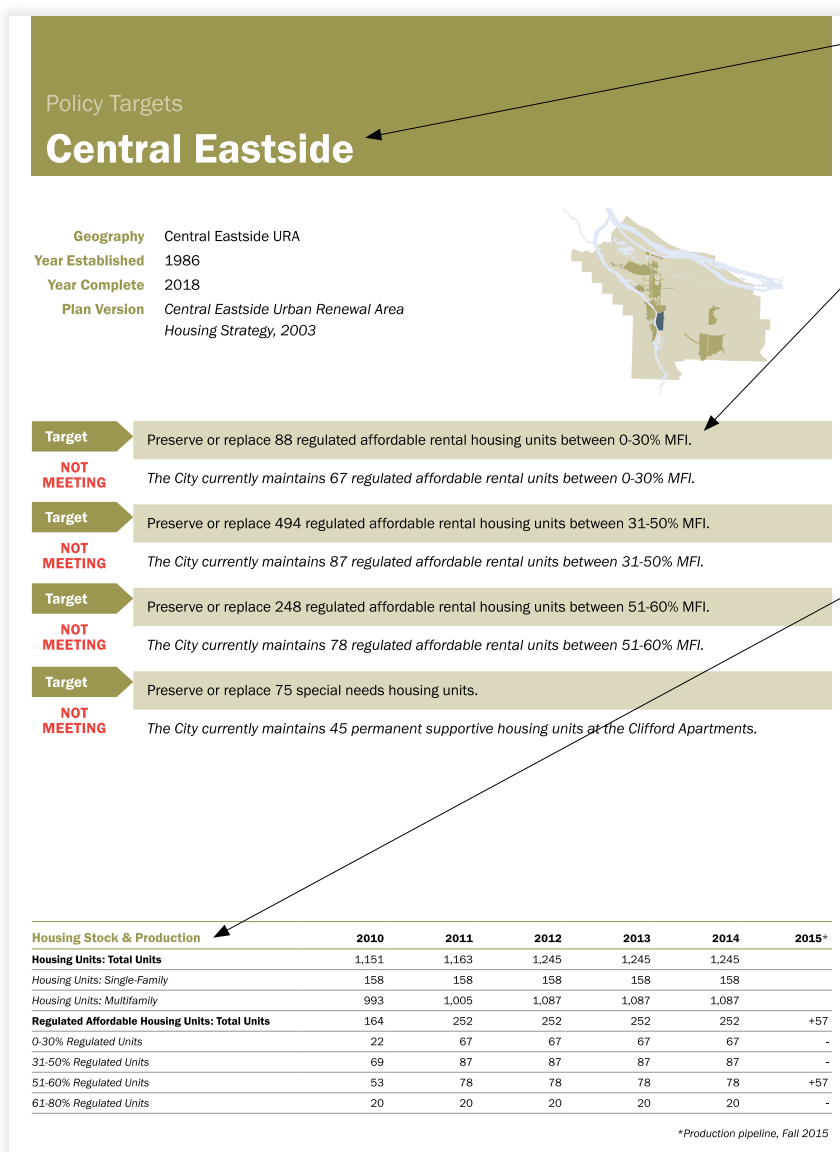 Policy Targets
Central Eastside
Geography Central Eastside URA
Year Established 1986
Year Complete 2018
Plan Version Central Eastside Urban Renewal Area
Housing Strategy, 2003
Target Preserve or replace 88 regulated affordable rental housing units between 0-30% MFI.
NOT MEETING The City currently maintains 67 regulated affordable rental units between 0-30% MFI.
Target Preserve or replace 494 regulated affordable rental housing units between 31-50% MFI.
NOT MEETING The City currently maintains 87 regulated affordable rental units between 31-50% MFI.
Target Preserve or replace 248 regulated affordable rental housing units between 51-60% MFI.
NOT MEETING The City currently maintains 78 regulated affordable rental units between 51-60% MFI.
Target Preserve or replace 75 special needs housing units.
NOT MEETING The City currently maintains 45 permanent supportive housing units at the Clifford Apartments.
Housing Stock & Production 2010 2011 2012 2013 2014 2015*
Housing Units: Total Units 1,151 1,163 1,245 1,245 1,245
Housing Units: Single-Family 158 158 158 158 158
Housing Units: Multifamily 993 1,005 1,087 1,087 1,087
Regulated Affordable Housing Units: Total Units 164 252 252 252 252 +57
0-30% Regulated Units 22 67 67 67 67 -
31-50% Regulated Units 69 87 87 87 87 -
51-60% Regulated Units 53 78 78 78 78 +57
61-80% Regulated Units 20 20 20 20 20 -
*Production pipeline, Fall 2015